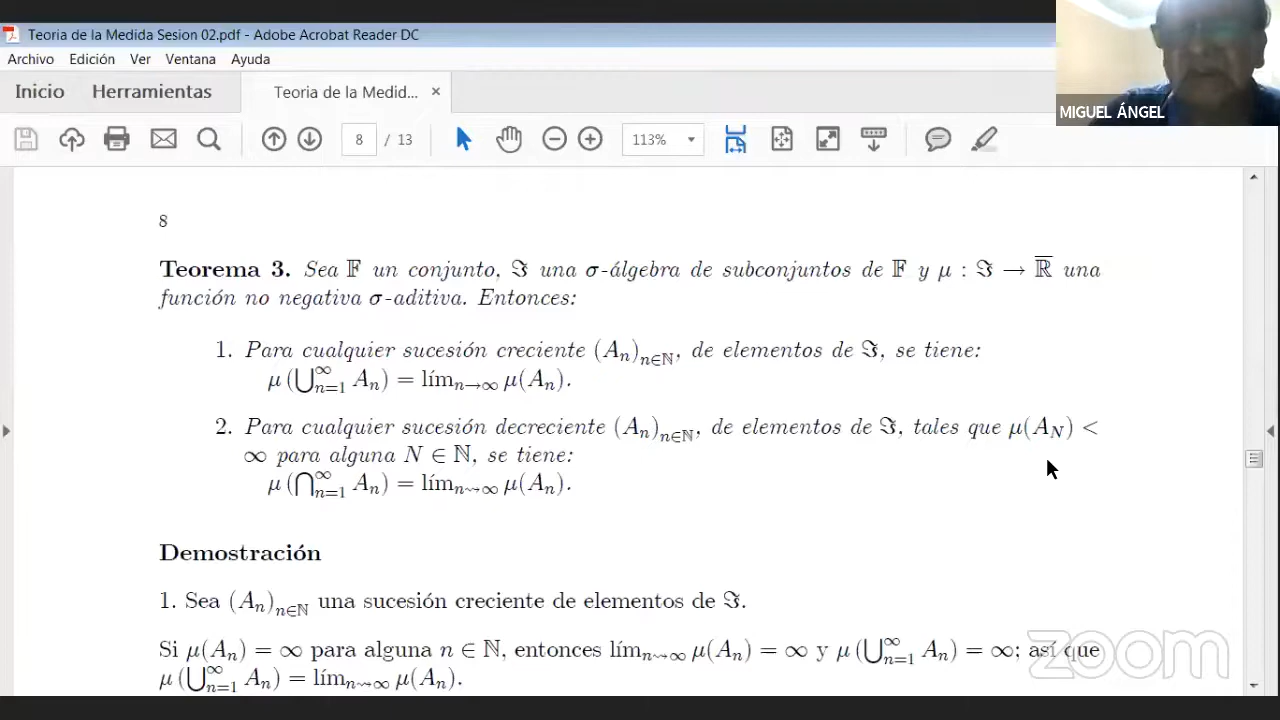 Teoria de la Medida Sesion 02.pdf - Adobe Acrobat Reader DC
Archivo Edición Ver Ventana Ayuda
Inicio Herramientas Teoria de la Medid... ×
MIGUEL ÁNGEL
8 / 13 113%
8
Teorema 3. Sea 𝔽 un conjunto, ℑ una σ-álgebra de subconjuntos de 𝔽 y μ : ℑ → ℝ̅ una
función no negativa σ-aditiva. Entonces:
1. Para cualquier sucesión creciente (Aₙ)ₙ∈ℕ, de elementos de ℑ, se tiene:
μ (⋃ₙ₌₁^∞ Aₙ) = límₙ→∞ μ(Aₙ).
2. Para cualquier sucesión decreciente (Aₙ)ₙ∈ℕ, de elementos de ℑ, tales que μ(A_N) <
∞ para alguna N ∈ ℕ, se tiene:
μ (⋂ₙ₌₁^∞ Aₙ) = límₙ⇝∞ μ(Aₙ).
Demostración
1. Sea (Aₙ)ₙ∈ℕ una sucesión creciente de elementos de ℑ.
Si μ(Aₙ) = ∞ para alguna n ∈ ℕ, entonces límₙ⇝∞ μ(Aₙ) = ∞ y μ (⋃ₙ₌₁^∞ Aₙ) = ∞; así que
μ (⋃ₙ₌₁^∞ Aₙ) = límₙ⇝∞ μ(Aₙ).
zoom